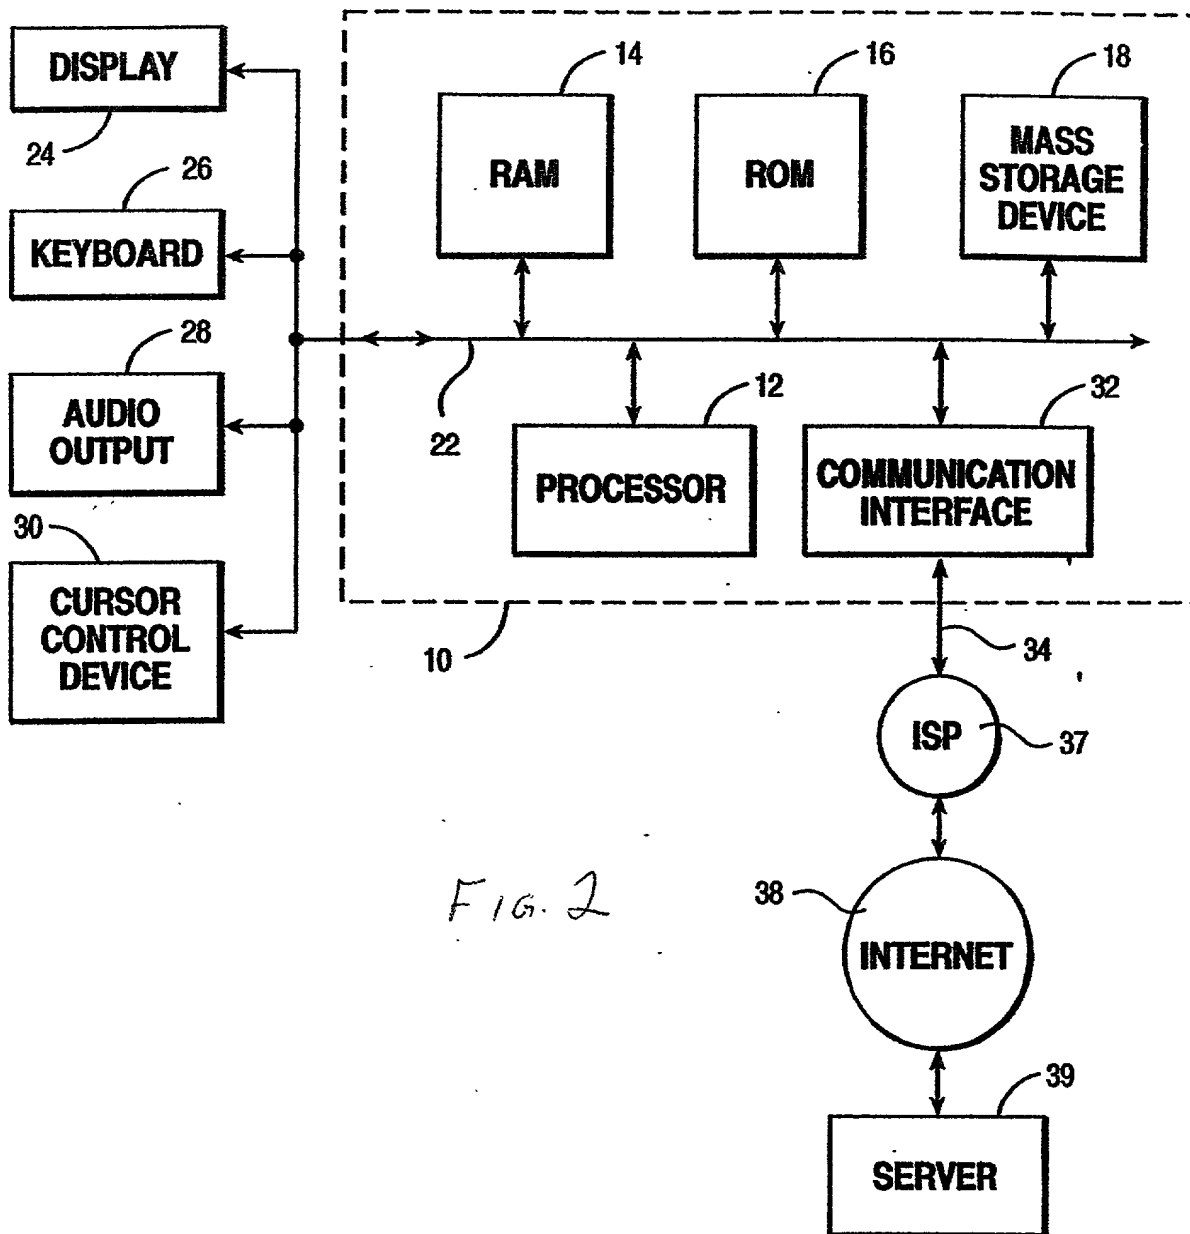 DISPLAY
24
26
KEYBOARD
28
AUDIO
OUTPUT
30
CURSOR
CONTROL
DEVICE
14
RAM
16
ROM
18
MASS
STORAGE
DEVICE
22
12
PROCESSOR
32
COMMUNICATION
INTERFACE
10
34
ISP
37
38
INTERNET
39
SERVER
FIG. 2